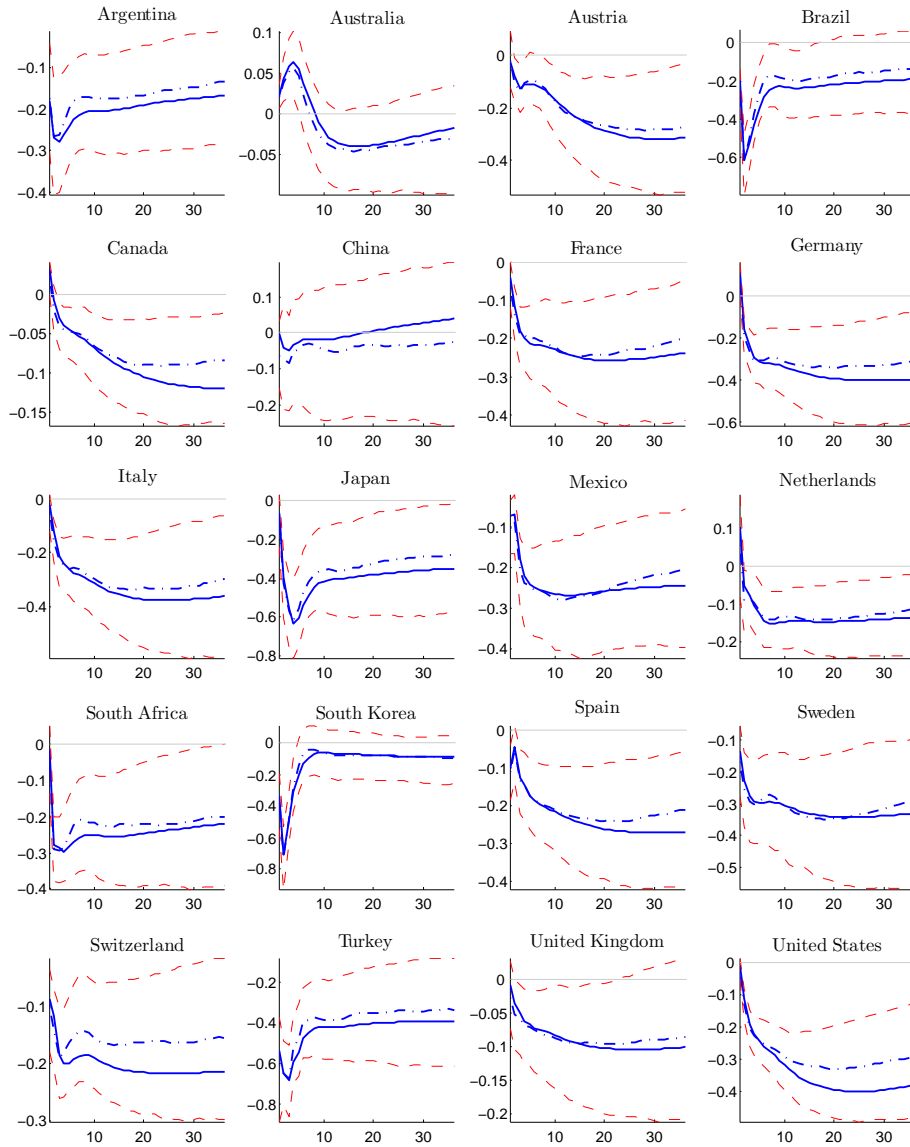 Argentina
Australia
Austria
Brazil
−0.1
−0.2
−0.3
−0.4
10 20 30
0.1
0.05
0
−0.05
10 20 30
0
−0.2
−0.4
10 20 30
0
−0.2
−0.4
−0.6
10 20 30
Canada
China
France
Germany
0
−0.05
−0.1
−0.15
10 20 30
0.1
0
−0.1
−0.2
10 20 30
0
−0.1
−0.2
−0.3
−0.4
10 20 30
0
−0.2
−0.4
−0.6
10 20 30
Italy
Japan
Mexico
Netherlands
0
−0.2
−0.4
10 20 30
0
−0.2
−0.4
−0.6
−0.8
10 20 30
−0.1
−0.2
−0.3
−0.4
10 20 30
0.1
0
−0.1
−0.2
10 20 30
South Africa
South Korea
Spain
Sweden
0
−0.1
−0.2
−0.3
−0.4
10 20 30
0
−0.2
−0.4
−0.6
−0.8
10 20 30
0
−0.1
−0.2
−0.3
−0.4
10 20 30
−0.1
−0.2
−0.3
−0.4
−0.5
10 20 30
Switzerland
Turkey
United Kingdom
United States
−0.1
−0.2
−0.3
10 20 30
−0.2
−0.4
−0.6
−0.8
10 20 30
0
−0.05
−0.1
−0.15
−0.2
10 20 30
0
−0.1
−0.2
−0.3
−0.4
10 20 30